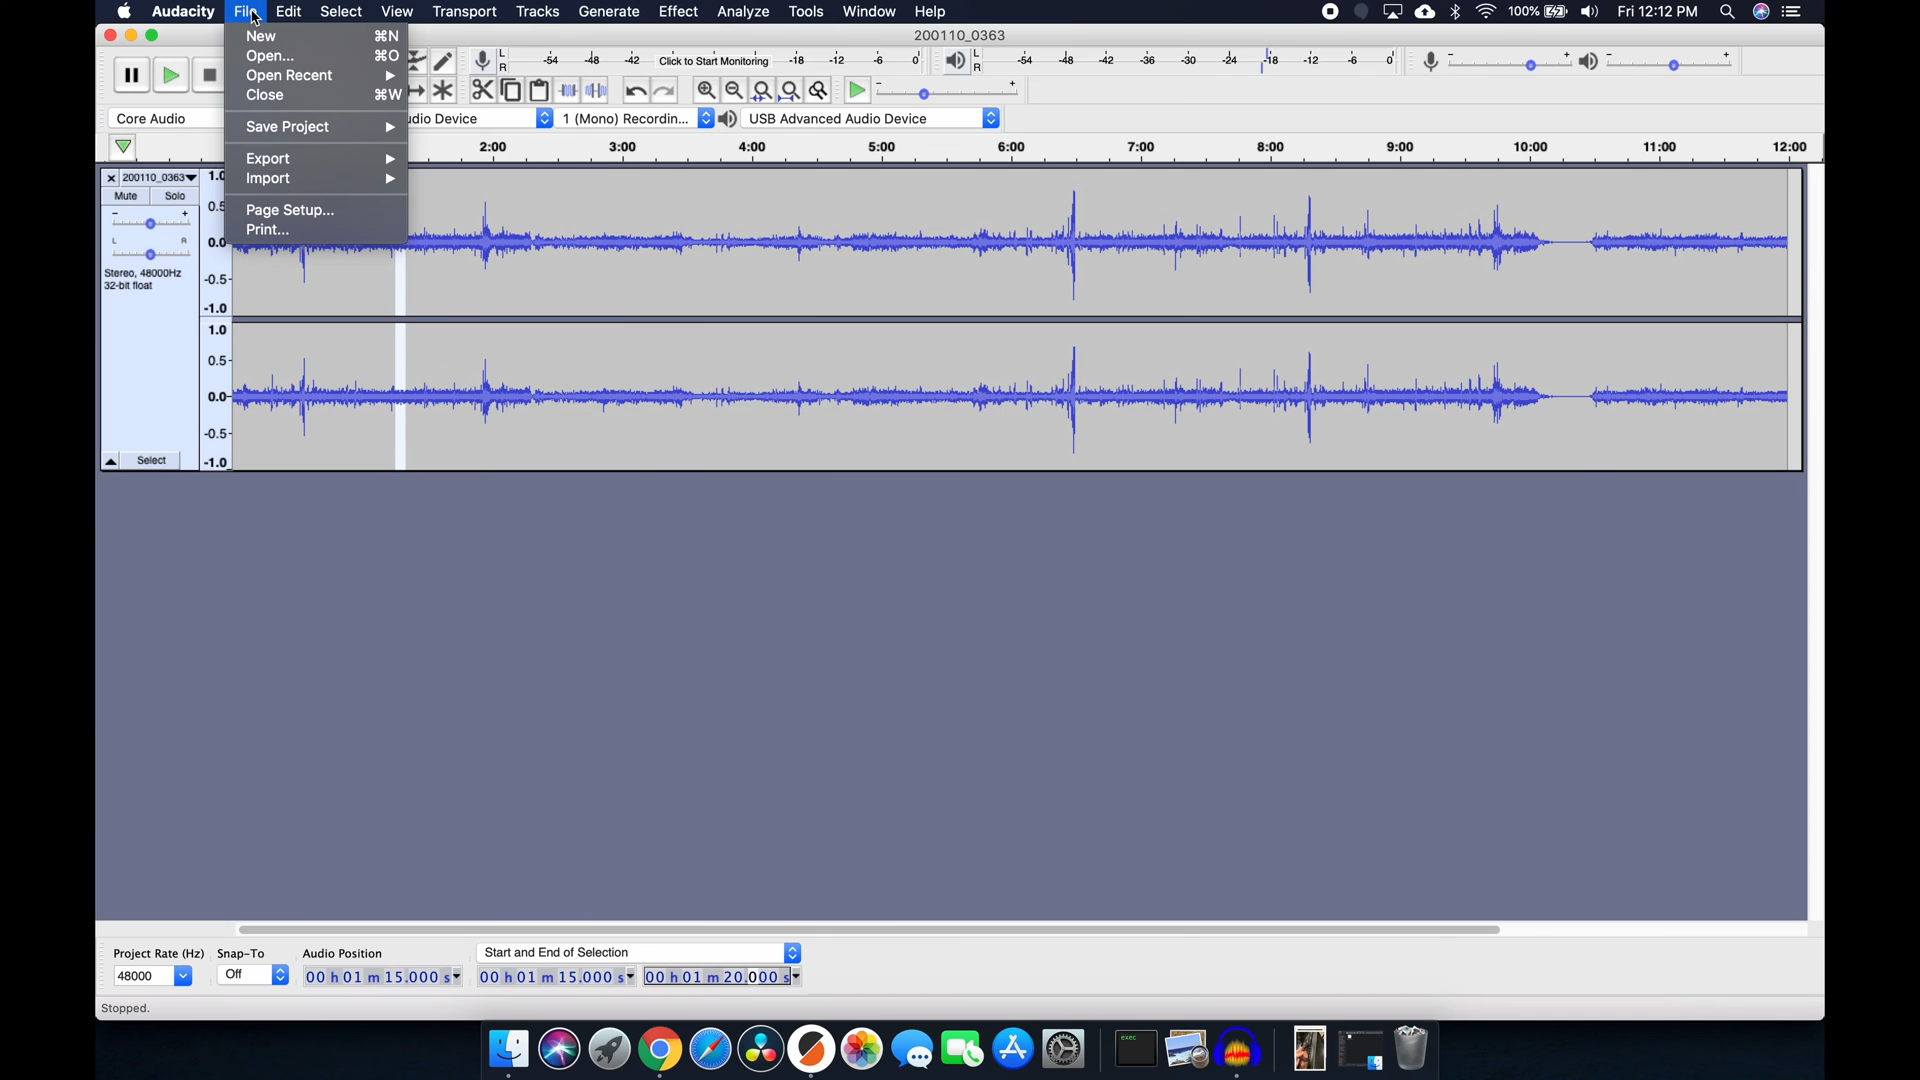 Audacity File Edit Select View Transport Tracks Generate Effect Analyze Tools Window Help 100% Fri 12:12 PM
200110_0363
New ⌘N
Open... ⌘O
Open Recent
Close ⌘W
Save Project
Export
Import
Page Setup...
Print...
L
R
-54 -48 -42 Click to Start Monitoring -18 -12 -6 0
L
R
-54 -48 -42 -36 -30 -24 -18 -12 -6 0
- +
- +
- +
Core Audio
udio Device
1 (Mono) Recordin...
USB Advanced Audio Device
2:00 3:00 4:00 5:00 6:00 7:00 8:00 9:00 10:00 11:00 12:00
× 200110_0363
Mute Solo
- +
L R
Stereo, 48000Hz
32-bit float
Select
1.0
0.5
0.0
-0.5
-1.0
1.0
0.5
0.0
-0.5
-1.0
Project Rate (Hz) Snap-To Audio Position Start and End of Selection
48000 Off 00 h 01 m 15.000 s 00 h 01 m 15.000 s 00 h 01 m 20.000 s
Stopped.
exec